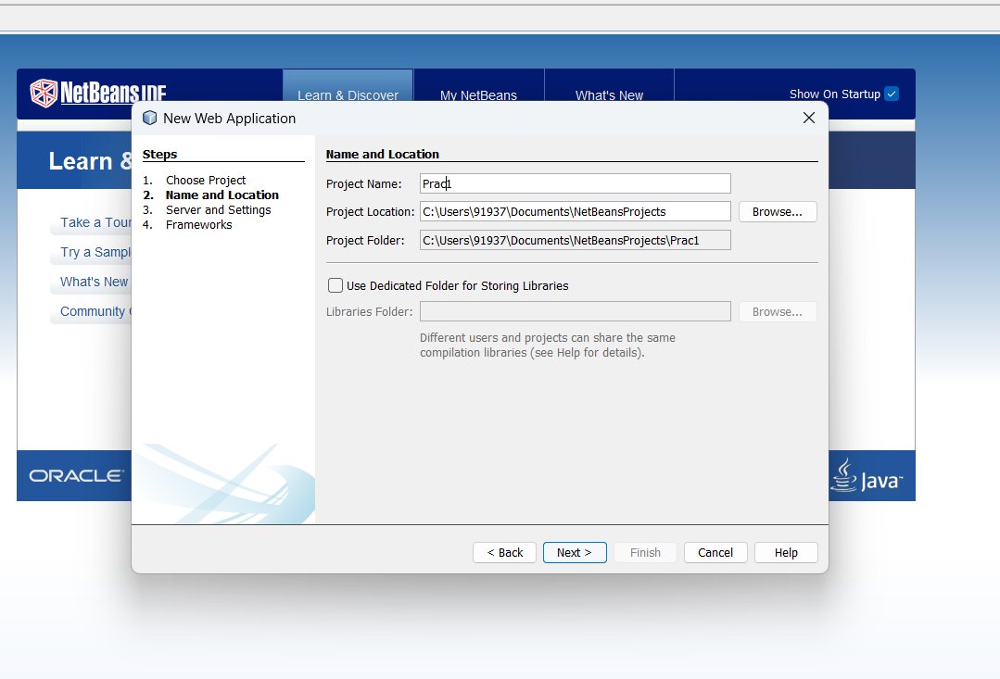 NetBeans IDE
Learn & Discover
My NetBeans
What's New
Show On Startup
Learn &
Take a Tour
What's New
Community
New Web Application
Steps
1. Choose Project
2. Name and Location
3. Server and Settings
4. Frameworks
Name and Location
Project Name: Prac1
Project Location: C:\Users\91937\Documents\NetBeansProjects Browse...
Project Folder: C:\Users\91937\Documents\NetBeansProjects\Prac1
Use Dedicated Folder for Storing Libraries
Libraries Folder: Browse...
Different users and projects can share the same
compilation libraries (see Help for details).
ORACLE
Java
< Back Next > Finish Cancel Help